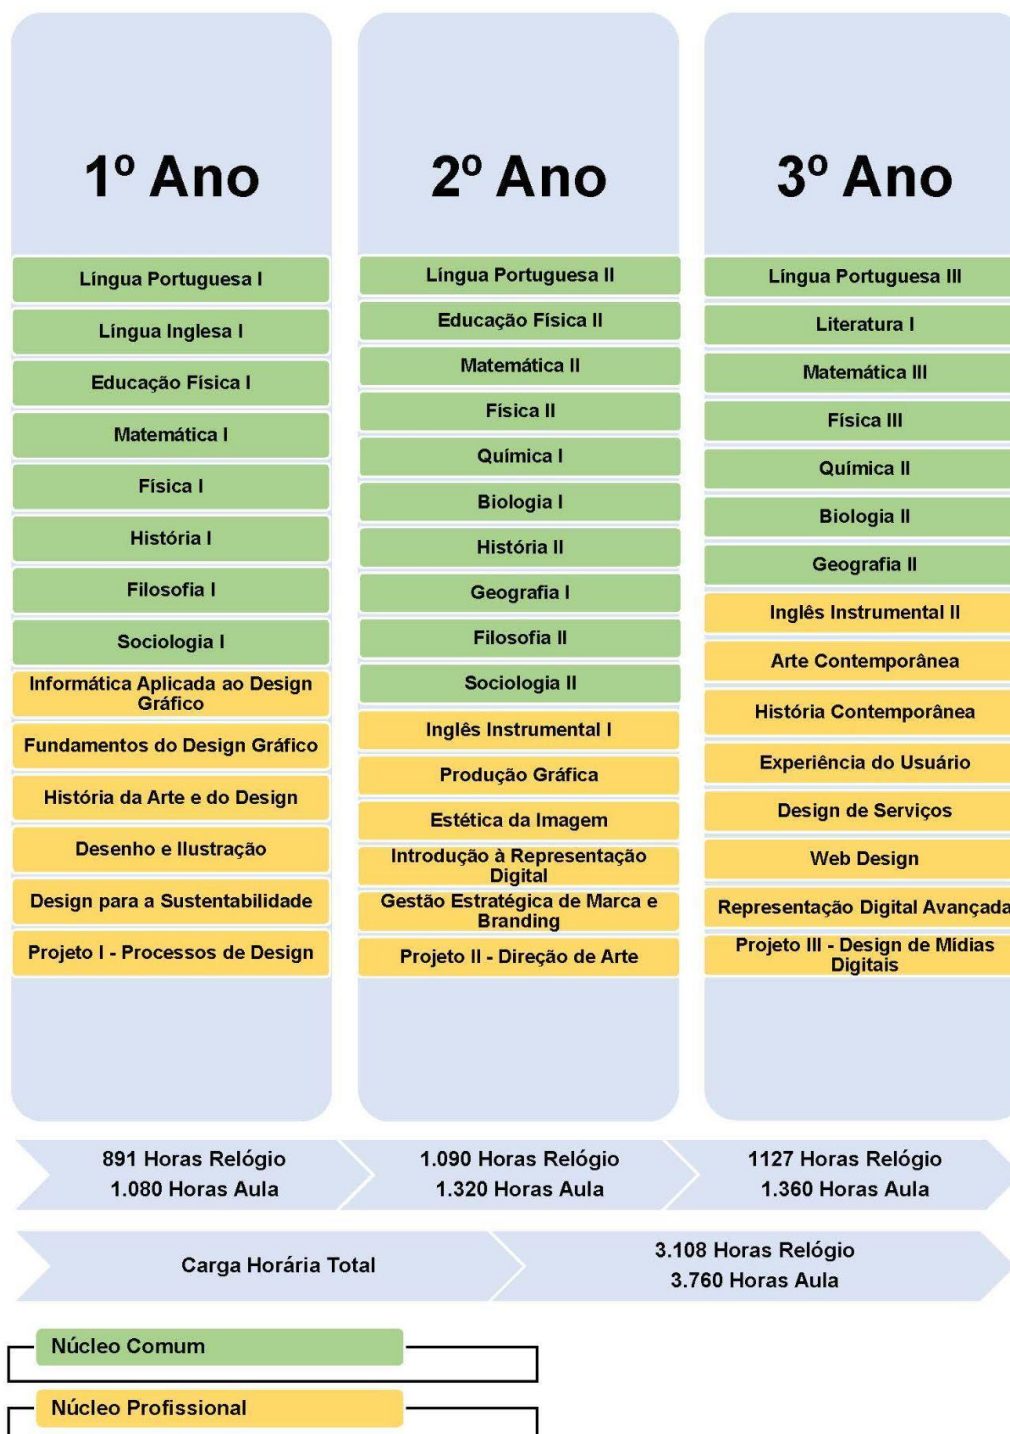 1º Ano
Língua Portuguesa I
Língua Inglesa I
Educação Física I
Matemática I
Física I
História I
Filosofia I
Sociologia I
Informática Aplicada ao Design
Gráfico
Fundamentos do Design Gráfico
História da Arte e do Design
Desenho e Ilustração
Design para a Sustentabilidade
Projeto I - Processos de Design
2º Ano
Língua Portuguesa II
Educação Física II
Matemática II
Física II
Química I
Biologia I
História II
Geografia I
Filosofia II
Sociologia II
Inglês Instrumental I
Produção Gráfica
Estética da Imagem
Introdução à Representação
Digital
Gestão Estratégica de Marca e
Branding
Projeto II - Direção de Arte
3º Ano
Língua Portuguesa III
Literatura I
Matemática III
Física III
Química II
Biologia II
Geografia II
Inglês Instrumental II
Arte Contemporânea
História Contemporânea
Experiência do Usuário
Design de Serviços
Web Design
Representação Digital Avançada
Projeto III - Design de Mídias
Digitais
891 Horas Relógio
1.080 Horas Aula
1.090 Horas Relógio
1.320 Horas Aula
1127 Horas Relógio
1.360 Horas Aula
Carga Horária Total
3.108 Horas Relógio
3.760 Horas Aula
Núcleo Comum
Núcleo Profissional